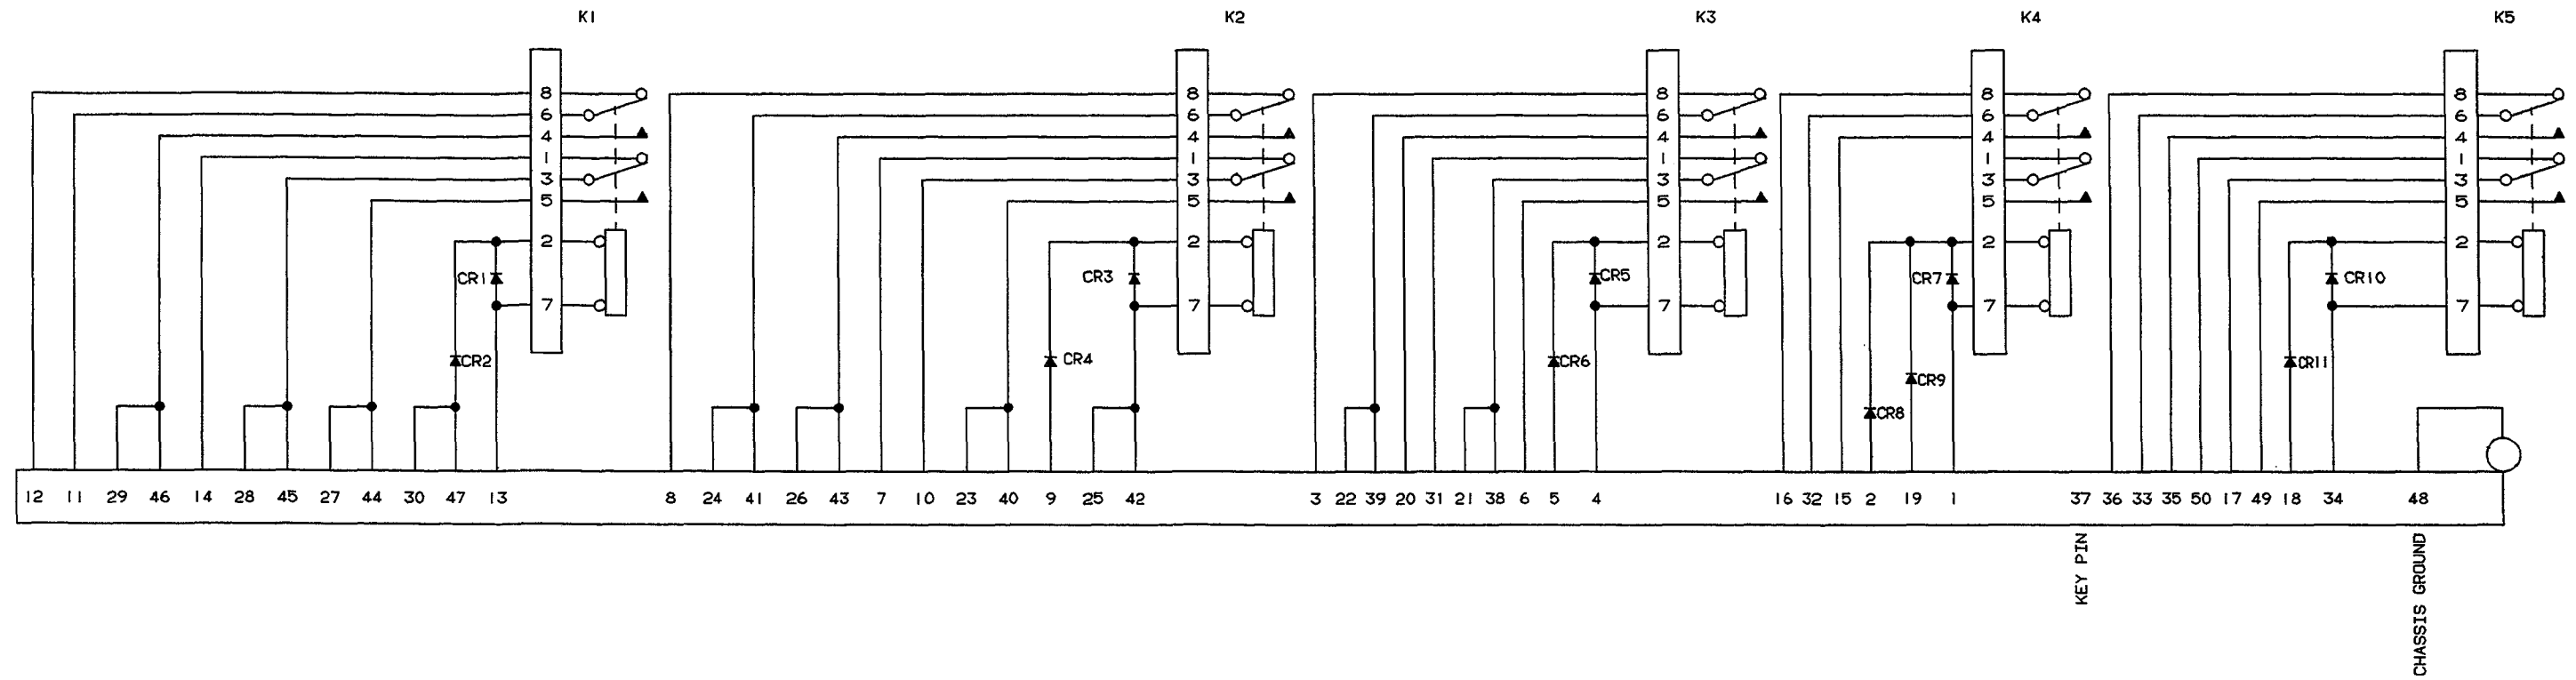 K1 K2 K3 K4 K5
8 8 8 8 8
6 6 6 6 6
4 4 4 4 4
1 1 1 1 1
3 3 3 3 3
5 5 5 5 5
2 2 2 2 2
CR1 CR3 CR5 CR7 CR10
7 7 7 7 7
CR2 CR4 CR6 CR11
CR9
CR8
12 11 29 46 14 28 45 27 44 30 47 13 8 24 41 26 43 7 10 23 40 9 25 42 3 22 39 20 31 21 38 6 5 4 16 32 15 2 19 1 37 36 33 35 50 17 49 18 34 48
KEY PIN
CHASSIS GROUND